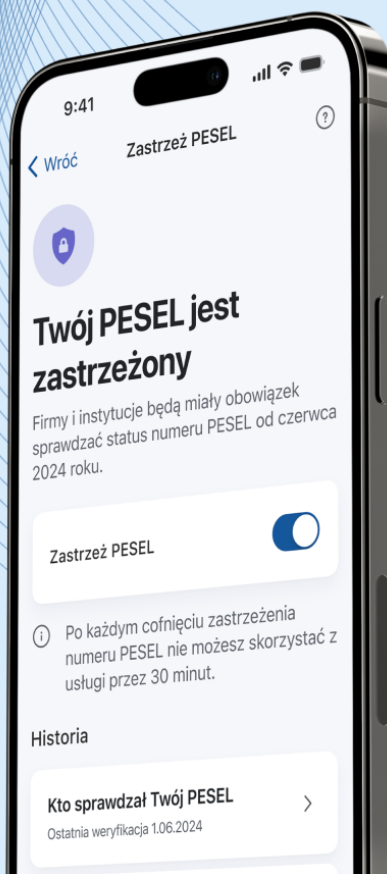 9:41
Wróć
Zastrzeż PESEL
Twój PESEL jest
zastrzeżony
Firmy i instytucje będą miały obowiązek
sprawdzać status numeru PESEL od czerwca
2024 roku.
Zastrzeż PESEL
Po każdym cofnięciu zastrzeżenia
numeru PESEL nie możesz skorzystać z
usługi przez 30 minut.
Historia
Kto sprawdzał Twój PESEL
Ostatnia weryfikacja 1.06.2024